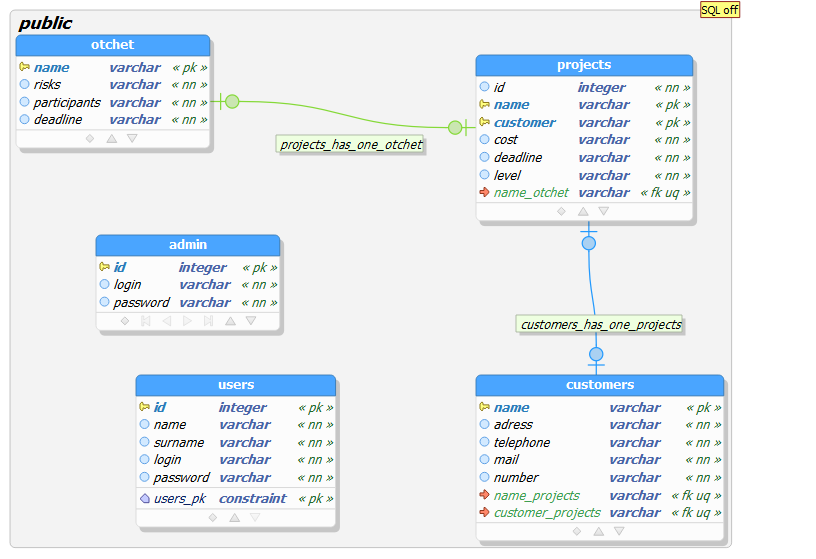 SQL off
public
otchet
name varchar « pk »
risks varchar « nn »
participants varchar « nn »
deadline varchar « nn »
projects_has_one_otchet
projects
id integer « nn »
name varchar « pk »
customer varchar « pk »
cost varchar « nn »
deadline varchar « nn »
level varchar « nn »
name_otchet varchar « fk uq »
admin
id integer « pk »
login varchar « nn »
password varchar « nn »
customers_has_one_projects
users
id integer « pk »
name varchar « nn »
surname varchar « nn »
login varchar « nn »
password varchar « nn »
users_pk constraint « pk »
customers
name varchar « pk »
adress varchar « nn »
telephone varchar « nn »
mail varchar « nn »
number varchar « nn »
name_projects varchar « fk uq »
customer_projects varchar « fk uq »